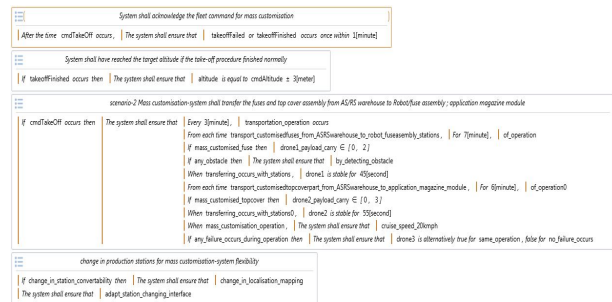 System shall acknowledge the fleet command for mass customisation
After the time cmdTakeOff occurs, The system shall ensure that takeoffFailed or takeoffFinished occurs once within 1[minute]
System shall have reached the target altitude if the take-off procedure finished normally
If takeoffFinished occurs then The system shall ensure that altitude is equal to cmdAltitude ± 3[meter]
scenario-2 Mass customisation-system shall transfer the fuses and top cover assembly from AS/RS warehouse to Robot/fuse assembly ; application magazine module
If cmdTakeOff occurs then The system shall ensure that Every 3[minute], transportation_operation occurs
From each time transport_customisedfuses_from_ASRSwarehouse_to_robot_fuseasembly_stations, For 7[minute], of_operation
If mass_customised_fuse then drone1_payload_carry ∈ [0, 2]
If any_obstacle then The system shall ensure that by_detecting_obstacle
When transferring_occurs_with_stations, drone1 is stable for 45[second]
From each time transport_customisedtopcoverpart_from_ASRSwarehouse_to_application_magazine_module, For 6[minute], of_operation0
If mass_customised_topcover then drone2_payload_carry ∈ [0, 3]
When transferring_occurs_with_stations0, drone2 is stable for 55[second]
When mass_customisation_operation, The system shall ensure that cruise_speed_20kmph
If any_failure_occurs_during_operation then The system shall ensure that drone3 is alternatively true for same_operation, false for no_failure_occurs
change in production stations for mass customisation-system flexibility
If change_in_station_convertability then The system shall ensure that change_in_localisation_mapping
The system shall ensure that adapt_station_changing_interface